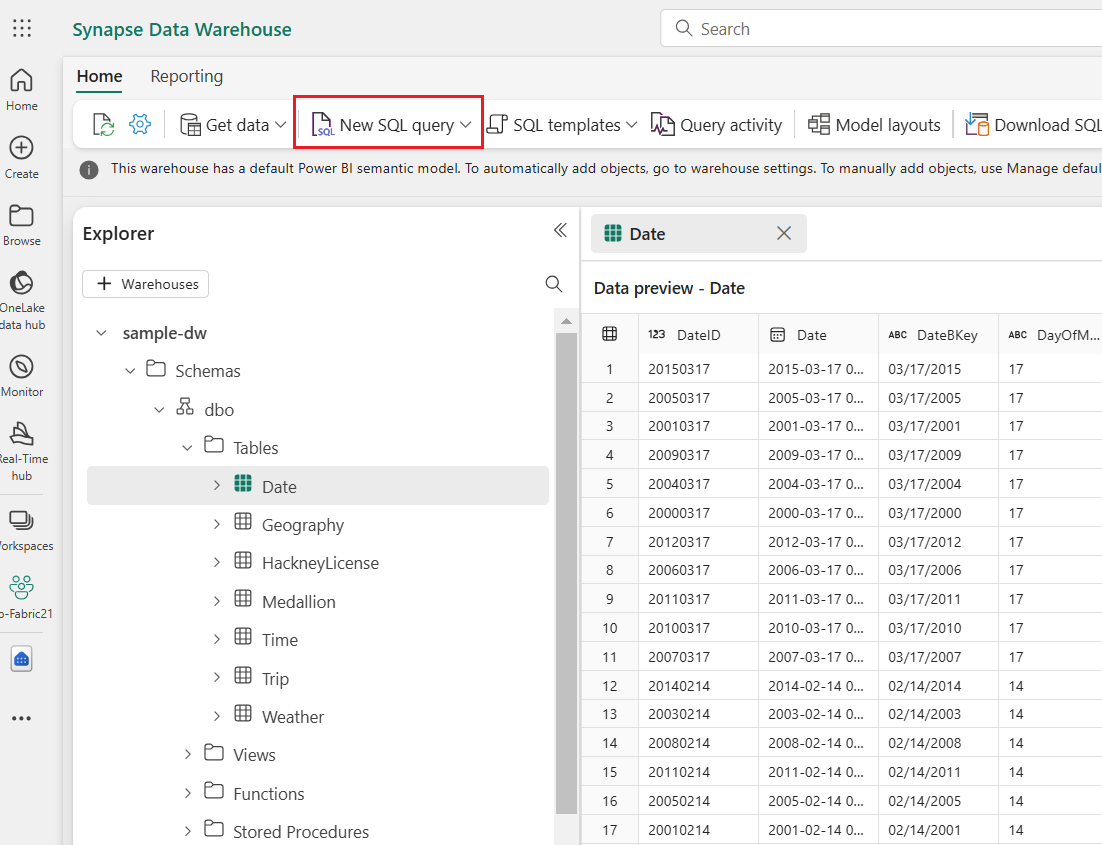 Synapse Data Warehouse
Search
Home
Reporting
Get data
SQL
New SQL query
SQL templates
Query activity
Model layouts
Download SQL
This warehouse has a default Power BI semantic model. To automatically add objects, go to warehouse settings. To manually add objects, use Manage defaul
Home
Create
Browse
OneLake
data hub
Monitor
Real-Time
hub
orkspaces
o-Fabric21
Explorer
Warehouses
sample-dw
Schemas
dbo
Tables
Date
Geography
HackneyLicense
Medallion
Time
Trip
Weather
Views
Functions
Stored Procedures
Date
Data preview - Date
123 DateID Date ABC DateBKey ABC DayOfM...
1 20150317 2015-03-17 0... 03/17/2015 17
2 20050317 2005-03-17 0... 03/17/2005 17
3 20010317 2001-03-17 0... 03/17/2001 17
4 20090317 2009-03-17 0... 03/17/2009 17
5 20040317 2004-03-17 0... 03/17/2004 17
6 20000317 2000-03-17 0... 03/17/2000 17
7 20120317 2012-03-17 0... 03/17/2012 17
8 20060317 2006-03-17 0... 03/17/2006 17
9 20110317 2011-03-17 0... 03/17/2011 17
10 20100317 2010-03-17 0... 03/17/2010 17
11 20070317 2007-03-17 0... 03/17/2007 17
12 20140214 2014-02-14 0... 02/14/2014 14
13 20030214 2003-02-14 0... 02/14/2003 14
14 20080214 2008-02-14 0... 02/14/2008 14
15 20110214 2011-02-14 0... 02/14/2011 14
16 20050214 2005-02-14 0... 02/14/2005 14
17 20010214 2001-02-14 0... 02/14/2001 14